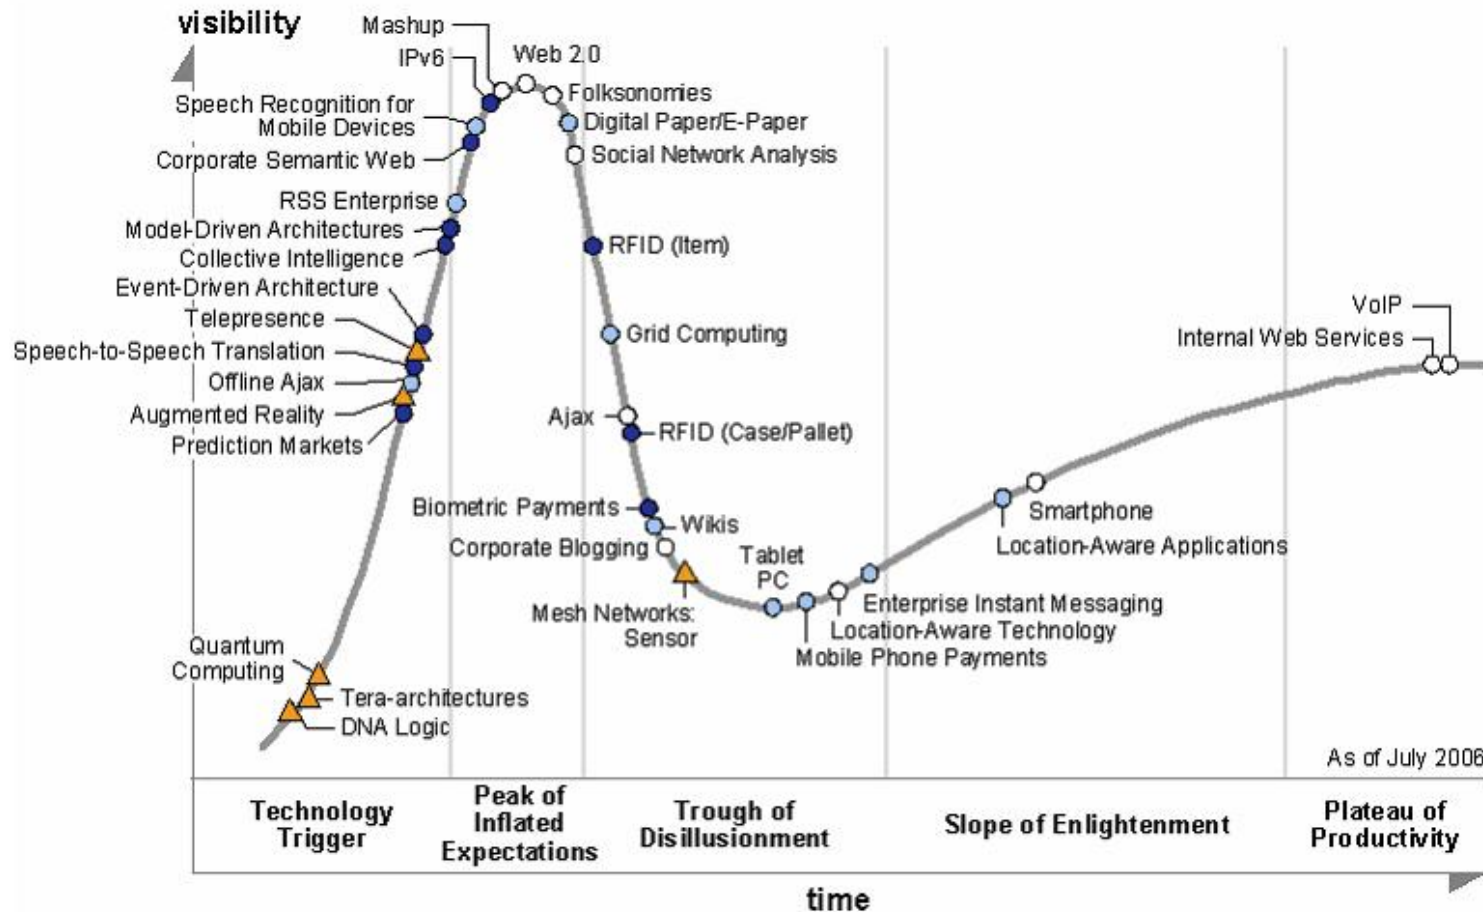 visibility
Mashup
IPv6
Web 2.0
Speech Recognition for
Mobile Devices
Corporate Semantic Web
RSS Enterprise
Model-Driven Architectures
Collective Intelligence
Event-Driven Architecture
Telepresence
Speech-to-Speech Translation
Offline Ajax
Augmented Reality
Prediction Markets
Quantum
Computing
Tera-architectures
DNA Logic
Folksonomies
Digital Paper/E-Paper
Social Network Analysis
RFID (Item)
Grid Computing
Ajax
RFID (Case/Pallet)
Biometric Payments
Wikis
Corporate Blogging
Mesh Networks:
Sensor
Tablet
PC
Enterprise Instant Messaging
Location-Aware Technology
Mobile Phone Payments
Smartphone
Location-Aware Applications
VoIP
Internal Web Services
As of July 2006
Technology
Trigger
Peak of
Inflated
Expectations
Trough of
Disillusionment
Slope of Enlightenment
Plateau of
Productivity
time